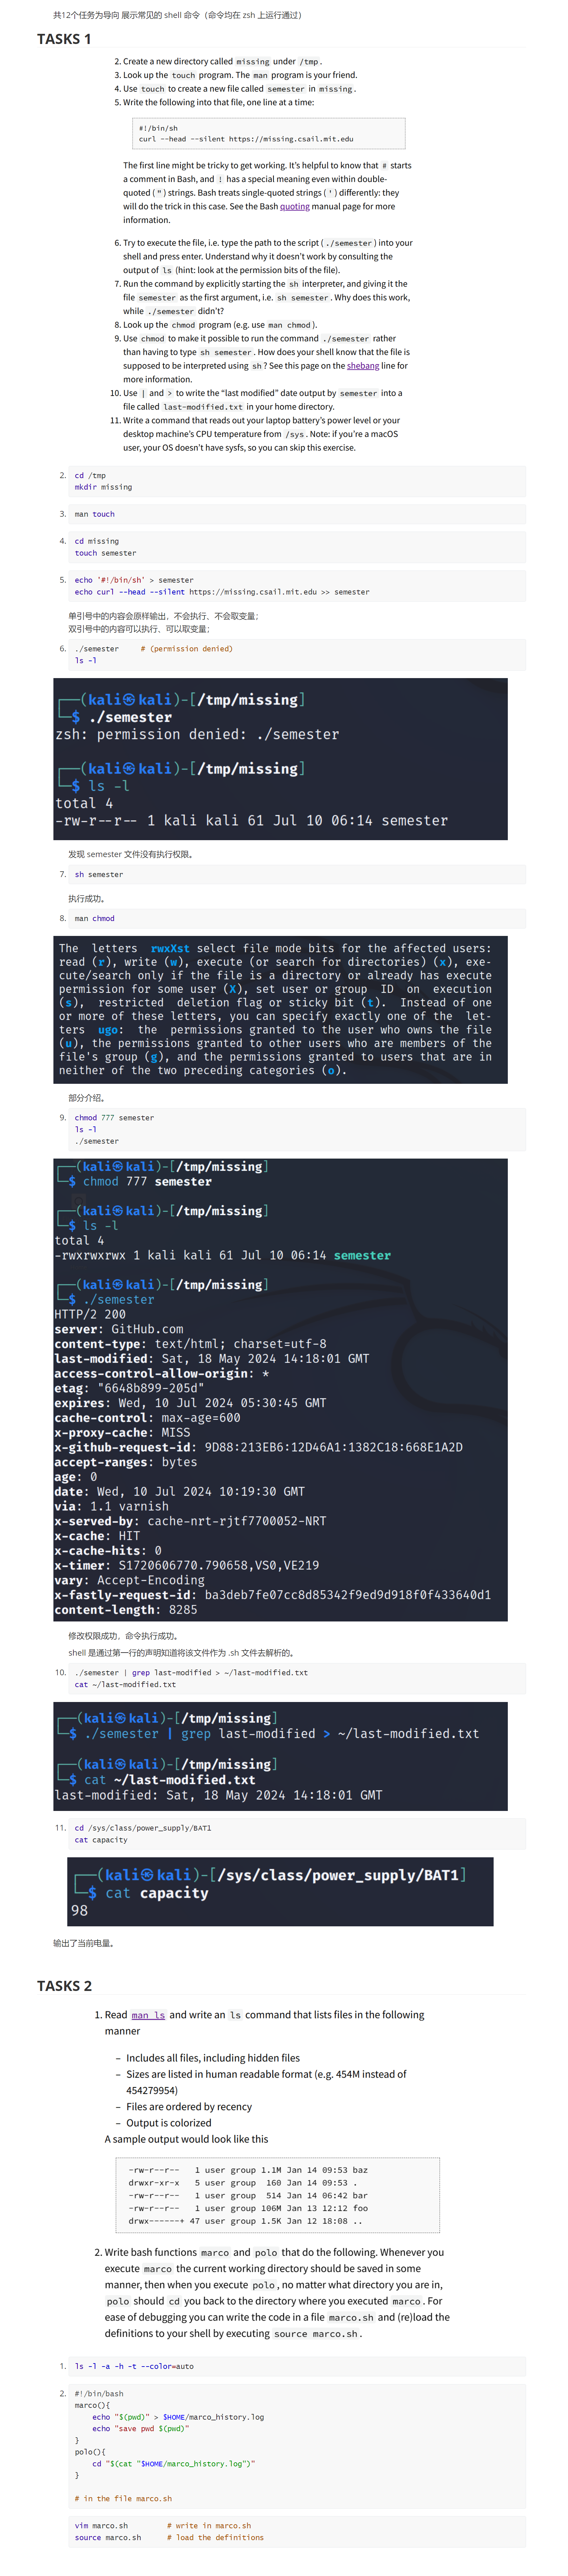 共12个任务为导向 展示常见的 shell 命令（命令均在 zsh 上运行通过）
TASKS 1
2. Create a new directory called missing under /tmp.
3. Look up the touch program. The man program is your friend.
4. Use touch to create a new file called semester in missing.
5. Write the following into that file, one line at a time:
#!/bin/sh
curl --head --silent https://missing.csail.mit.edu
The first line might be tricky to get working. It's helpful to know that # starts
a comment in Bash, and ! has a special meaning even within double-
quoted (") strings. Bash treats single-quoted strings (') differently: they
will do the trick in this case. See the Bash quoting manual page for more
information.
6. Try to execute the file, i.e. type the path to the script (./semester) into your
shell and press enter. Understand why it doesn't work by consulting the
output of ls (hint: look at the permission bits of the file).
7. Run the command by explicitly starting the sh interpreter, and giving it the
file semester as the first argument, i.e. sh semester. Why does this work,
while ./semester didn't?
8. Look up the chmod program (e.g. use man chmod).
9. Use chmod to make it possible to run the command ./semester rather
than having to type sh semester. How does your shell know that the file is
supposed to be interpreted using sh? See this page on the shebang line for
more information.
10. Use | and > to write the “last modified” date output by semester into a
file called last-modified.txt in your home directory.
11. Write a command that reads out your laptop battery's power level or your
desktop machine's CPU temperature from /sys. Note: if you're a macOS
user, your OS doesn't have sysfs, so you can skip this exercise.
2. cd /tmp
mkdir missing
3. man touch
4. cd missing
touch semester
5. echo '#!/bin/sh' > semester
echo curl --head --silent https://missing.csail.mit.edu >> semester
单引号中的内容会原样输出，不会执行、不会取变量；
双引号中的内容可以执行、可以取变量；
6. ./semester # (permission denied)
ls -l
┌──(kali㉿kali)-[/tmp/missing]
└─$ ./semester
zsh: permission denied: ./semester
┌──(kali㉿kali)-[/tmp/missing]
└─$ ls -l
total 4
-rw-r--r-- 1 kali kali 61 Jul 10 06:14 semester
发现 semester 文件没有执行权限。
7. sh semester
执行成功。
8. man chmod
The letters rwxXst select file mode bits for the affected users:
read (r), write (w), execute (or search for directories) (x), exe-
cute/search only if the file is a directory or already has execute
permission for some user (X), set user or group ID on execution
(s), restricted deletion flag or sticky bit (t). Instead of one
or more of these letters, you can specify exactly one of the let-
ters ugo: the permissions granted to the user who owns the file
(u), the permissions granted to other users who are members of the
file's group (g), and the permissions granted to users that are in
neither of the two preceding categories (o).
部分介绍。
9. chmod 777 semester
ls -l
./semester
┌──(kali㉿kali)-[/tmp/missing]
└─$ chmod 777 semester
┌──(kali㉿kali)-[/tmp/missing]
└─$ ls -l
total 4
-rwxrwxrwx 1 kali kali 61 Jul 10 06:14 semester
┌──(kali㉿kali)-[/tmp/missing]
└─$ ./semester
HTTP/2 200
server: GitHub.com
content-type: text/html; charset=utf-8
last-modified: Sat, 18 May 2024 14:18:01 GMT
access-control-allow-origin: *
etag: "6648b899-205d"
expires: Wed, 10 Jul 2024 05:30:45 GMT
cache-control: max-age=600
x-proxy-cache: MISS
x-github-request-id: 9D88:213EB6:12D46A1:1382C18:668E1A2D
accept-ranges: bytes
age: 0
date: Wed, 10 Jul 2024 10:19:30 GMT
via: 1.1 varnish
x-served-by: cache-nrt-rjtf7700052-NRT
x-cache: HIT
x-cache-hits: 0
x-timer: S1720606770.790658,VS0,VE219
vary: Accept-Encoding
x-fastly-request-id: ba3deb7fe07cc8d85342f9ed9d918f0f433640d1
content-length: 8285
修改权限成功，命令执行成功。
shell 是通过第一行的声明知道将该文件作为 .sh 文件去解析的。
10. ./semester | grep last-modified > ~/last-modified.txt
cat ~/last-modified.txt
┌──(kali㉿kali)-[/tmp/missing]
└─$ ./semester | grep last-modified > ~/last-modified.txt
┌──(kali㉿kali)-[/tmp/missing]
└─$ cat ~/last-modified.txt
last-modified: Sat, 18 May 2024 14:18:01 GMT
11. cd /sys/class/power_supply/BAT1
cat capacity
┌──(kali㉿kali)-[/sys/class/power_supply/BAT1]
└─$ cat capacity
98
输出了当前电量。
TASKS 2
1. Read man ls and write an ls command that lists files in the following
manner
– Includes all files, including hidden files
– Sizes are listed in human readable format (e.g. 454M instead of
454279954)
– Files are ordered by recency
– Output is colorized
A sample output would look like this
-rw-r--r-- 1 user group 1.1M Jan 14 09:53 baz
drwxr-xr-x 5 user group 160 Jan 14 09:53 .
-rw-r--r-- 1 user group 514 Jan 14 06:42 bar
-rw-r--r-- 1 user group 106M Jan 13 12:12 foo
drwx------+ 47 user group 1.5K Jan 12 18:08 ..
2. Write bash functions marco and polo that do the following. Whenever you
execute marco the current working directory should be saved in some
manner, then when you execute polo, no matter what directory you are in,
polo should cd you back to the directory where you executed marco. For
ease of debugging you can write the code in a file marco.sh and (re)load the
definitions to your shell by executing source marco.sh.
1. ls -l -a -h -t --color=auto
2. #!/bin/bash
marco(){
echo "$(pwd)" > $HOME/marco_history.log
echo "save pwd $(pwd)"
}
polo(){
cd "$(cat "$HOME/marco_history.log")"
}
# in the file marco.sh
vim marco.sh # write in marco.sh
source marco.sh # load the definitions